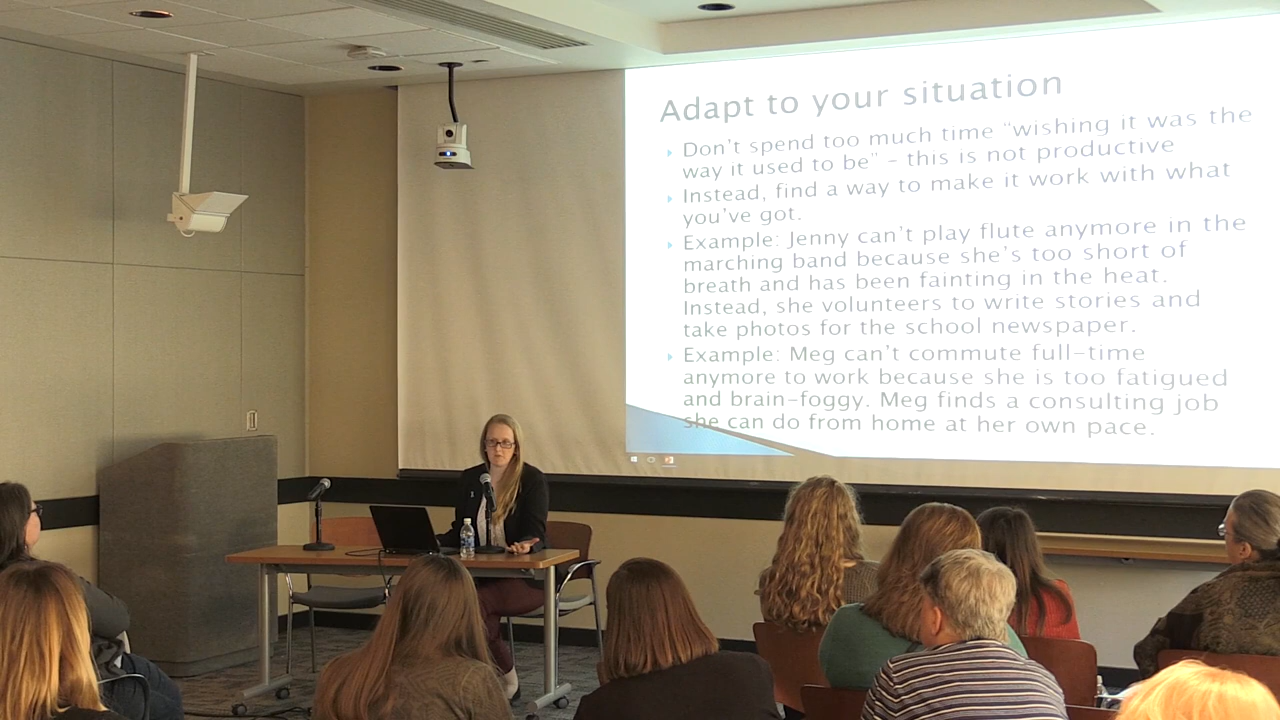 Adapt to your situation
Don't spend too much time "wishing it was the
way it used to be" – this is not productive
Instead, find a way to make it work with what
you've got.
Example: Jenny can't play flute anymore in the
marching band because she's too short of
breath and has been fainting in the heat.
Instead, she volunteers to write stories and
take photos for the school newspaper.
Example: Meg can't commute full-time
anymore to work because she is too fatigued
and brain-foggy. Meg finds a consulting job
she can do from home at her own pace.